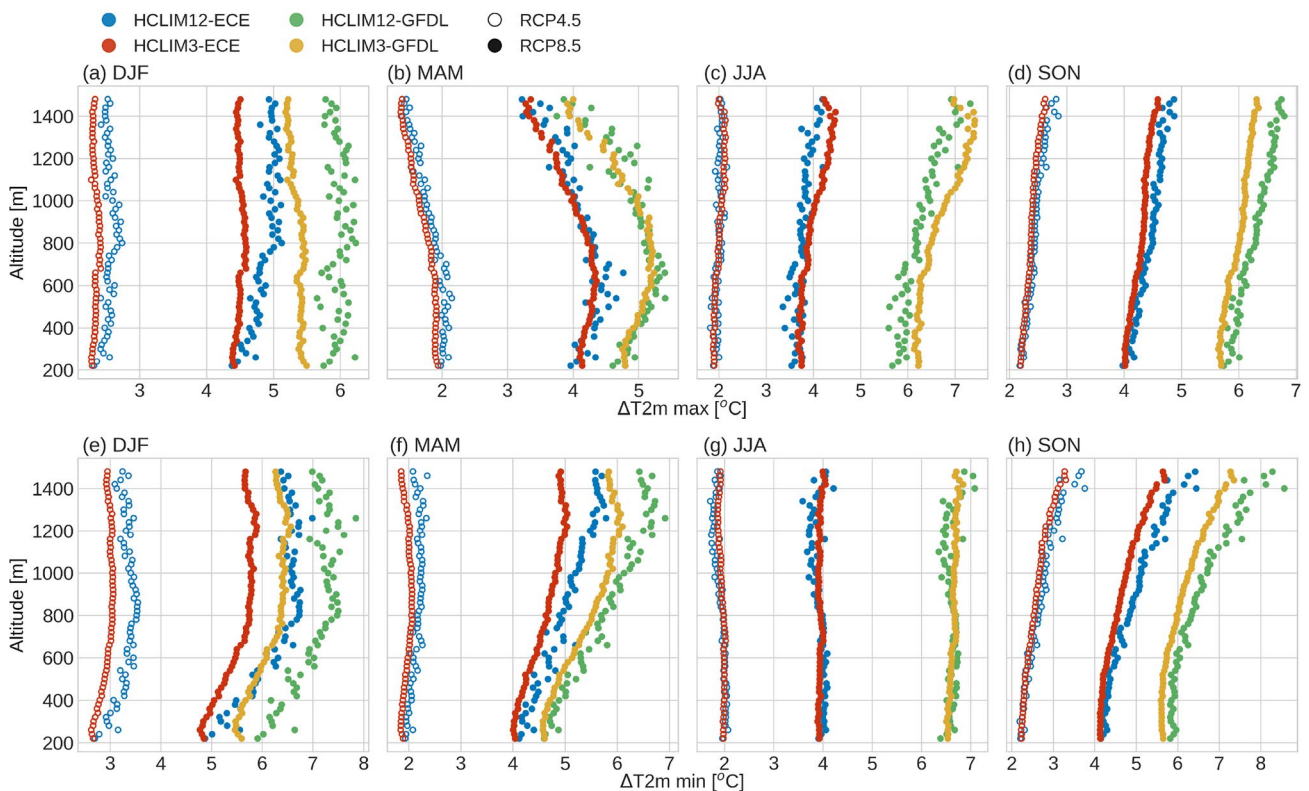 HCLIM12-ECE HCLIM12-GFDL RCP4.5
HCLIM3-ECE HCLIM3-GFDL RCP8.5
(a) DJF (b) MAM (c) JJA (d) SON
Altitude [m]
1400
1200
1000
800
600
400
200
3 4 5 6 2 3 4 5 2 3 4 5 6 7 2 3 4 5 6 7
ΔT2m max [°C]
(e) DJF (f) MAM (g) JJA (h) SON
Altitude [m]
1400
1200
1000
800
600
400
200
3 4 5 6 7 8 2 3 4 5 6 7 2 3 4 5 6 7 2 3 4 5 6 7 8
ΔT2m min [°C]